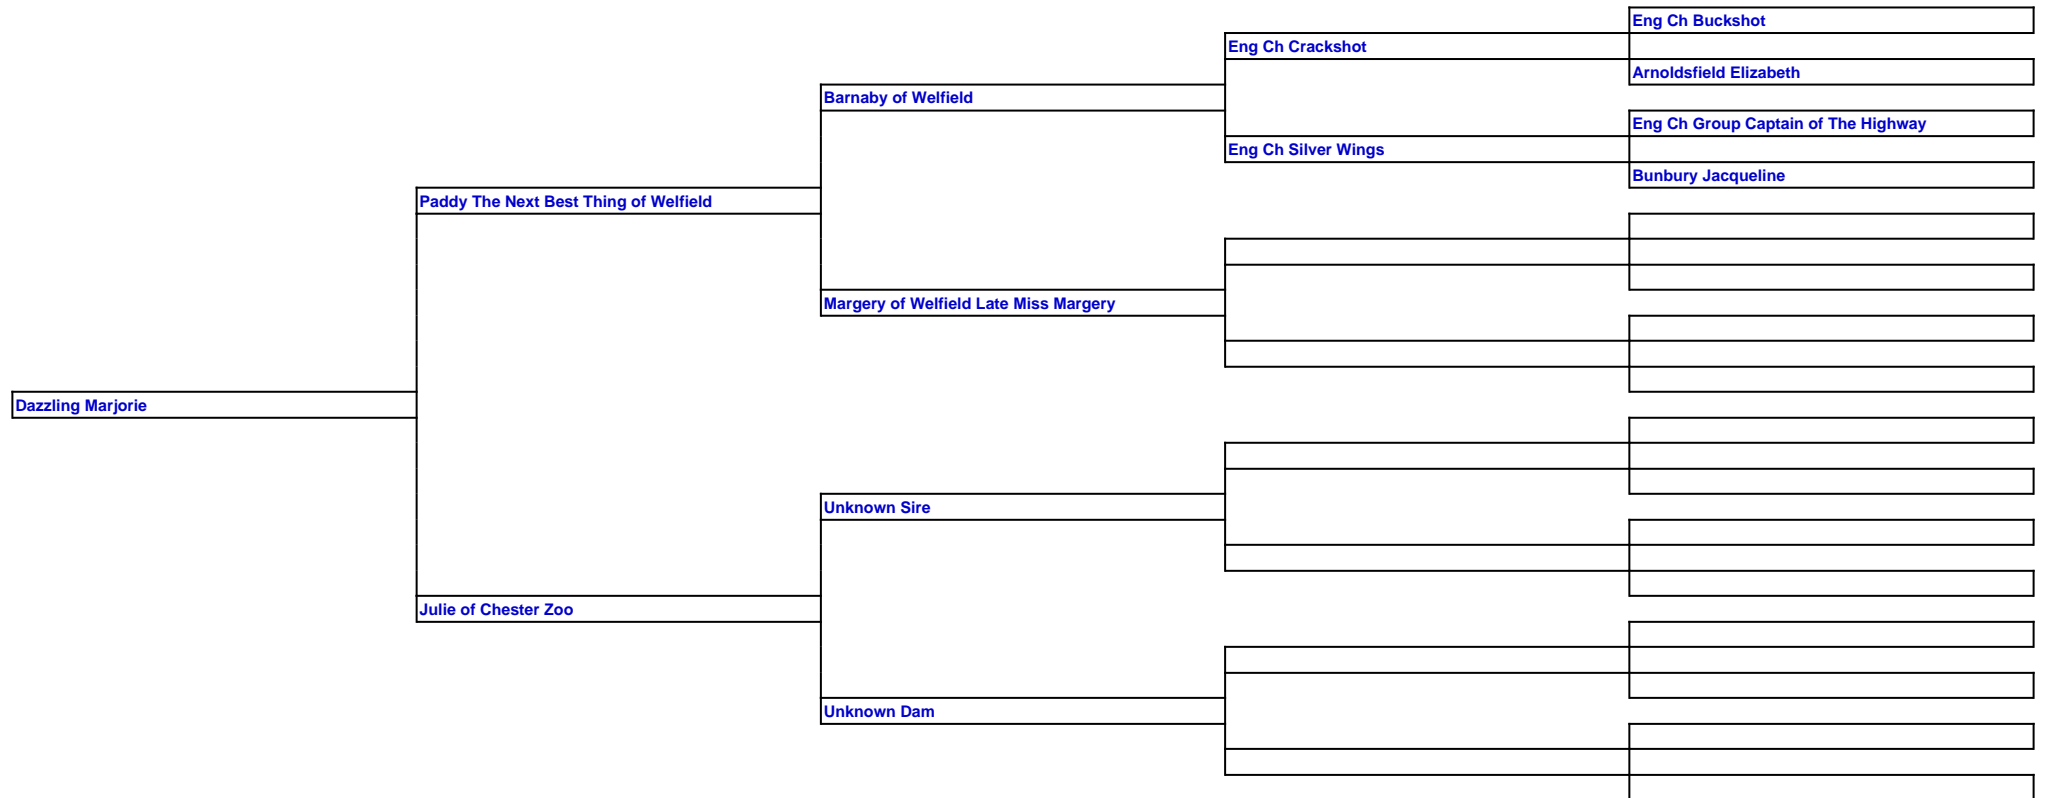 Eng Ch Buckshot
Eng Ch Crackshot
Arnoldsfield Elizabeth
Barnaby of Welfield
Eng Ch Group Captain of The Highway
Eng Ch Silver Wings
Bunbury Jacqueline
Paddy The Next Best Thing of Welfield
Margery of Welfield Late Miss Margery
Dazzling Marjorie
Unknown Sire
Julie of Chester Zoo
Unknown Dam